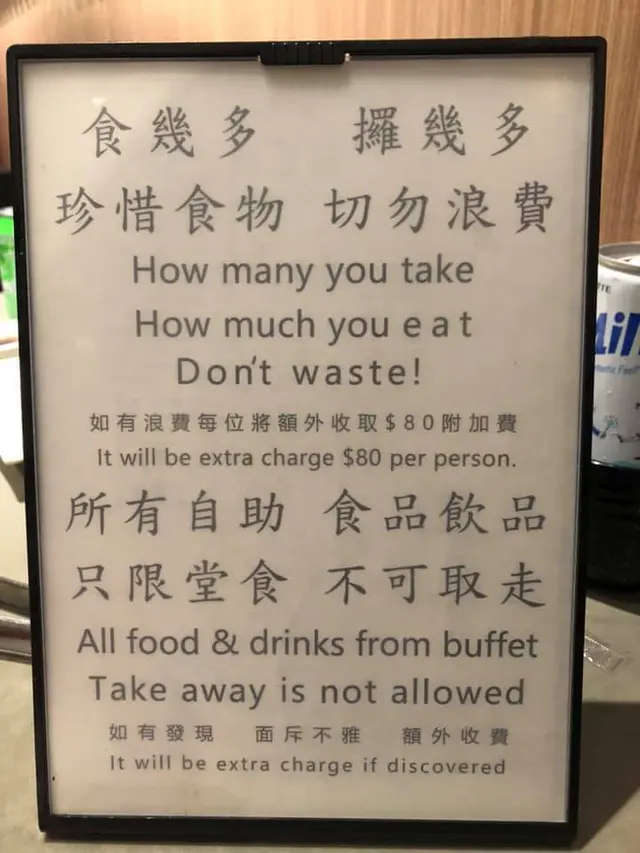 食幾多 攞幾多
珍惜食物 切勿浪費
How many you take
How much you eat
Don't waste!
如有浪費每位將額外收取$80附加費
It will be extra charge $80 per person.
所有自助 食品飲品
只限堂食 不可取走
All food & drinks from buffet
Take away is not allowed
如有發現 面斥不雅 額外收費
It will be extra charge if discovered